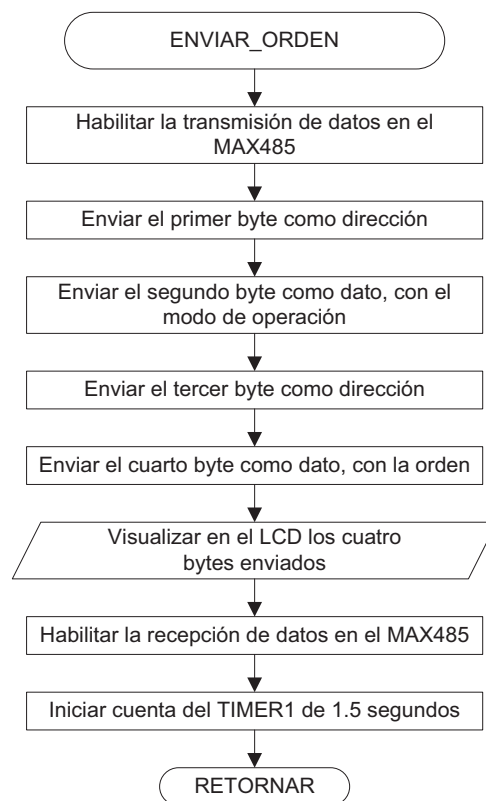 ENVIAR_ORDEN
Habilitar la transmisión de datos en el
MAX485
Enviar el primer byte como dirección
Enviar el segundo byte como dato, con el
modo de operación
Enviar el tercer byte como dirección
Enviar el cuarto byte como dato, con la orden
Visualizar en el LCD los cuatro
bytes enviados
Habilitar la recepción de datos en el MAX485
Iniciar cuenta del TIMER1 de 1.5 segundos
RETORNAR